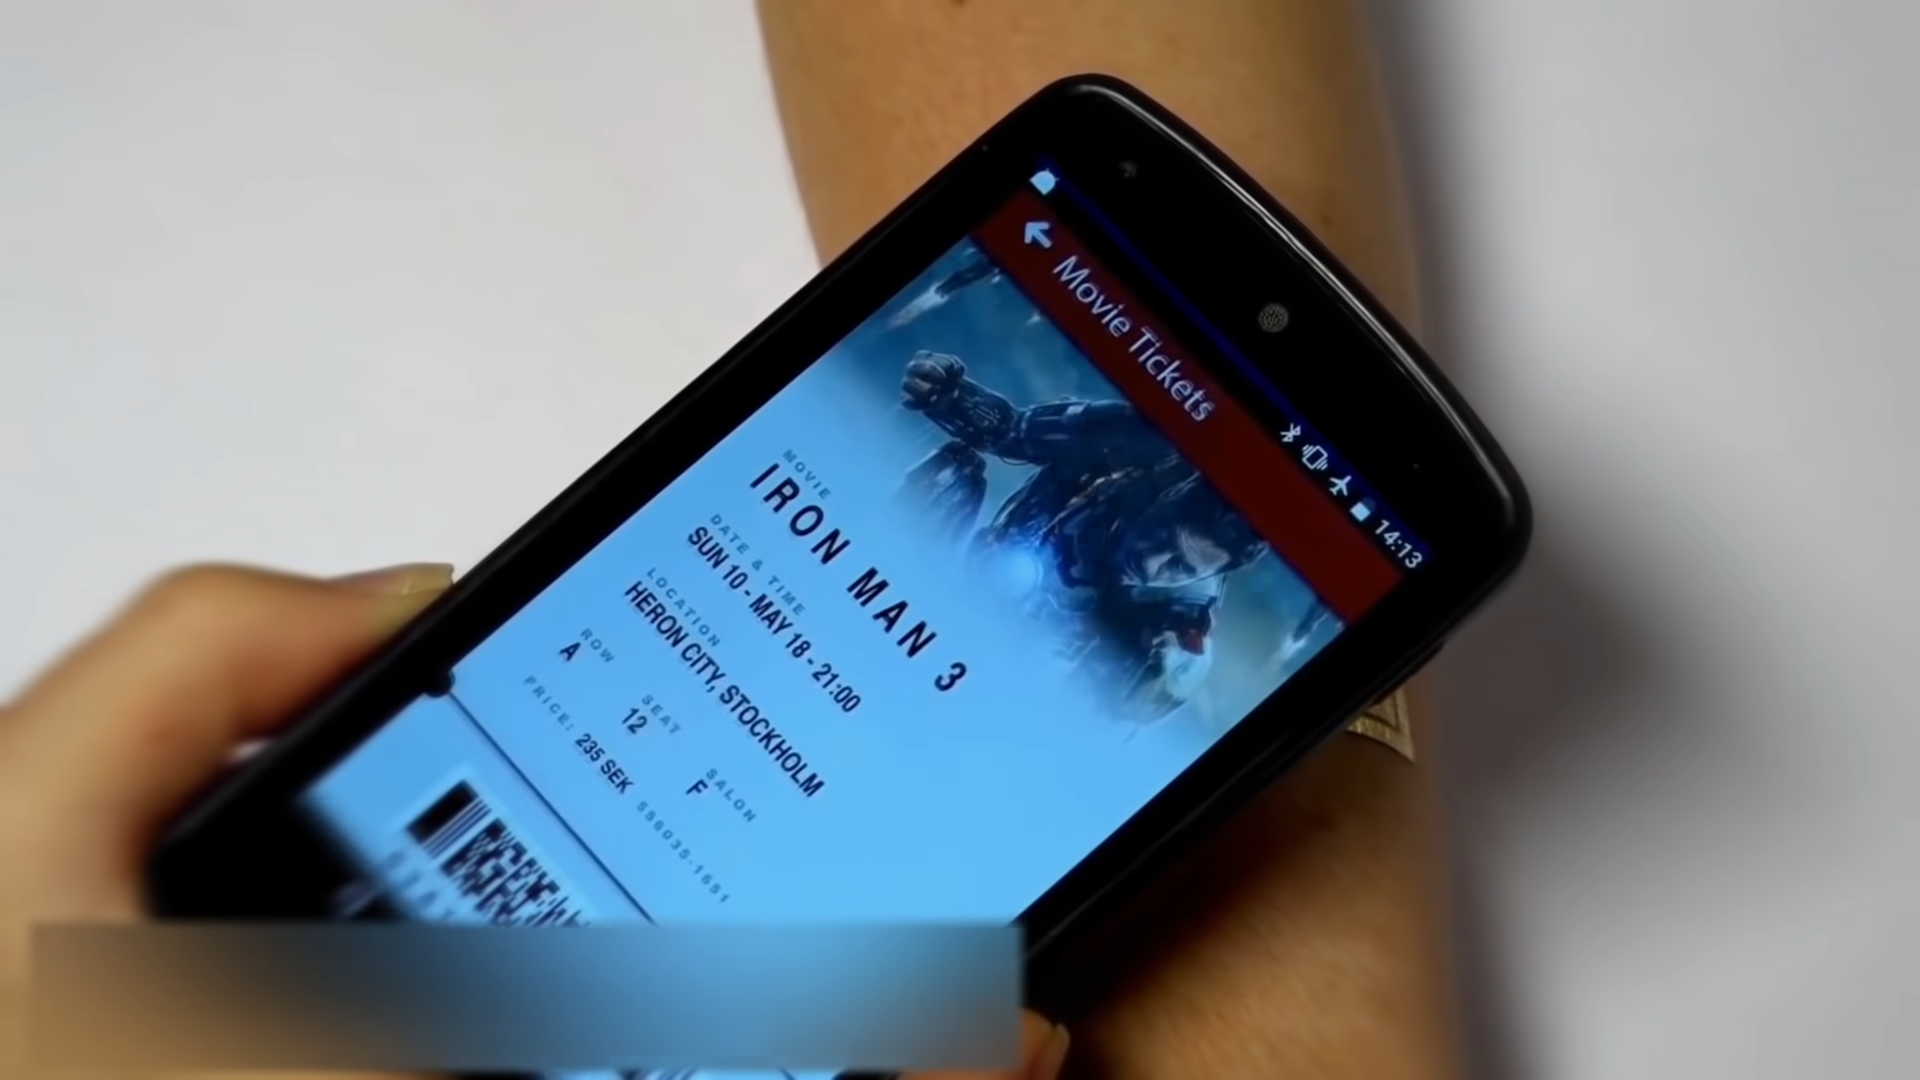 14:13
Movie Tickets
MOVIE
IRON MAN 3
DATE & TIME
SUN 10 - MAY 18 - 21:00
LOCATION
HERON CITY, STOCKHOLM
ROW SEAT SALON
A 12 F
PRICE: 235 SEK 556035-1651